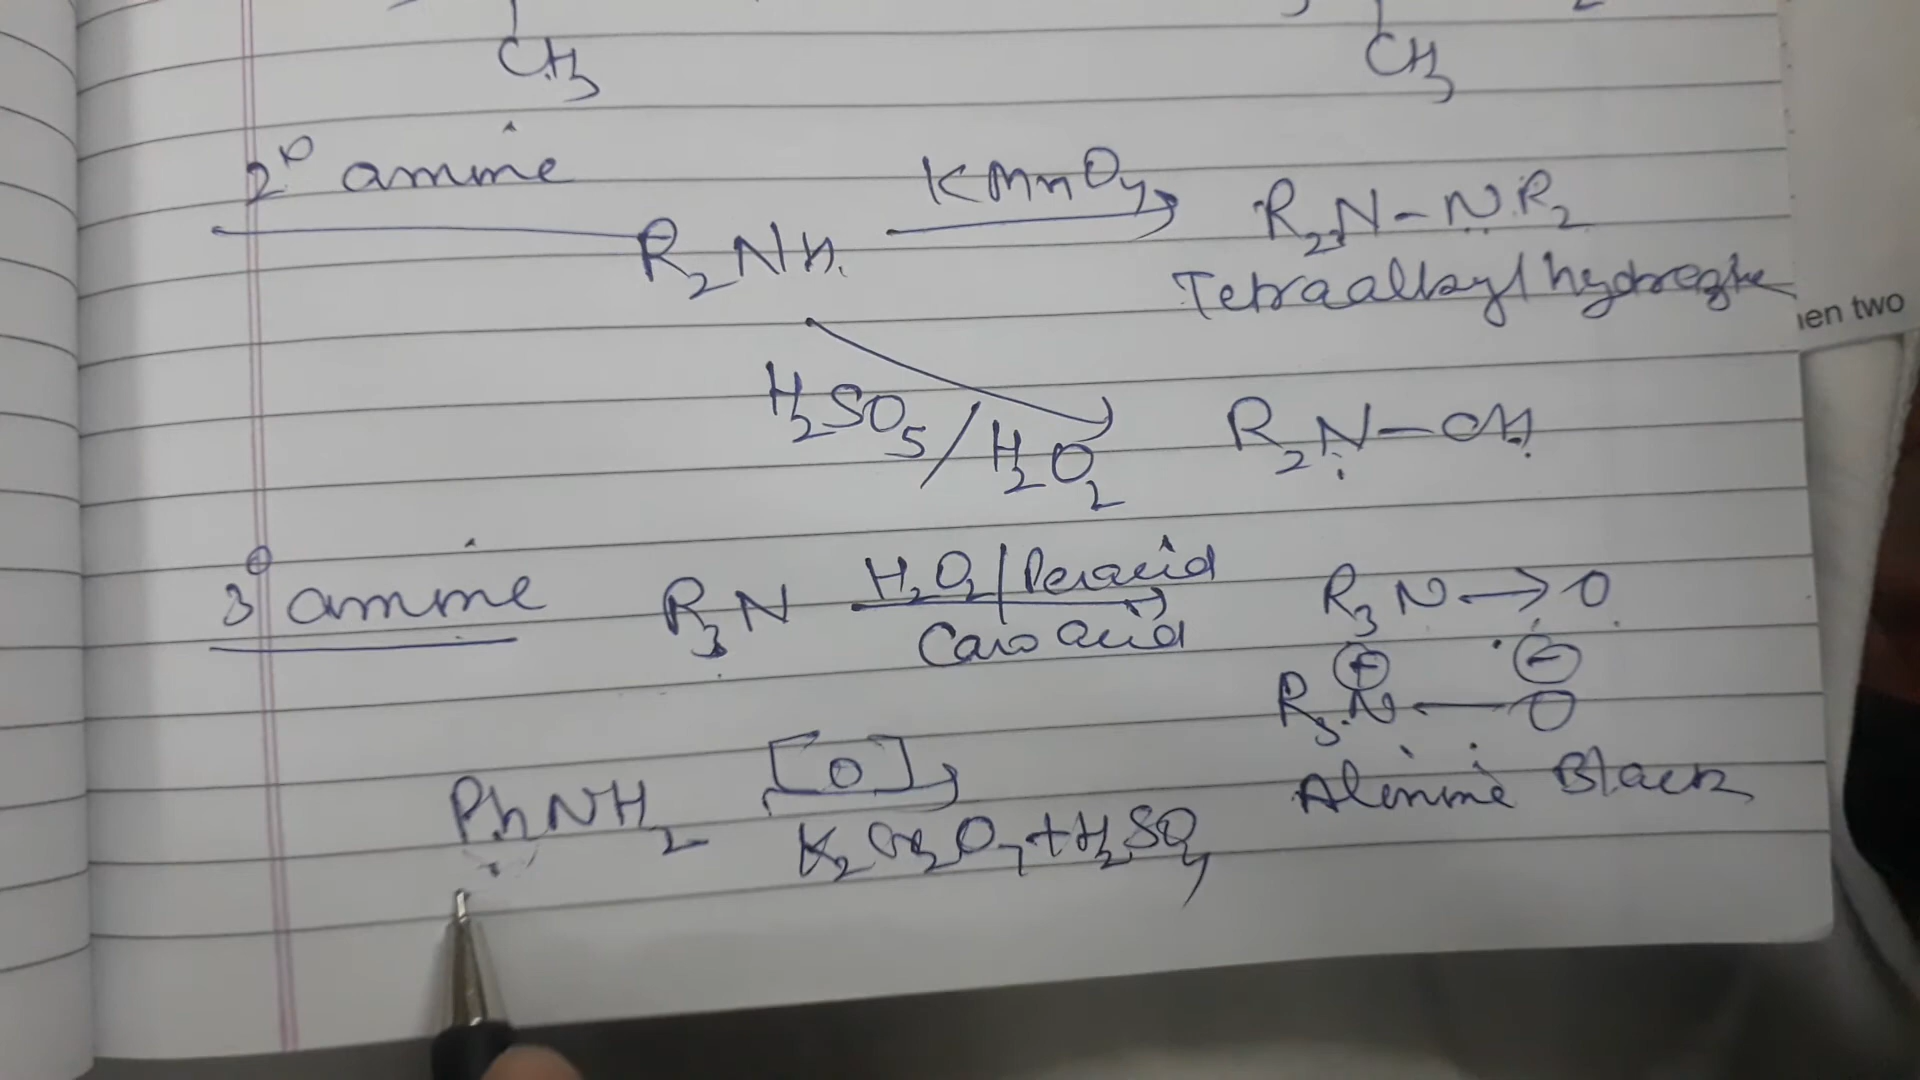 CH3 CH3
2° amine
R2NH. KMnO4 R2N-NR2
Tetraalkyl hydrazine
ien two
H2SO5/H2O2 R2N-OH
3° amine R3N H2O2/Peracid R3N→O
Caro acid
⊕ ⊖
R3N—O
PhNH2 [O] Alinine Black
K2Cr2O7+H2SO4